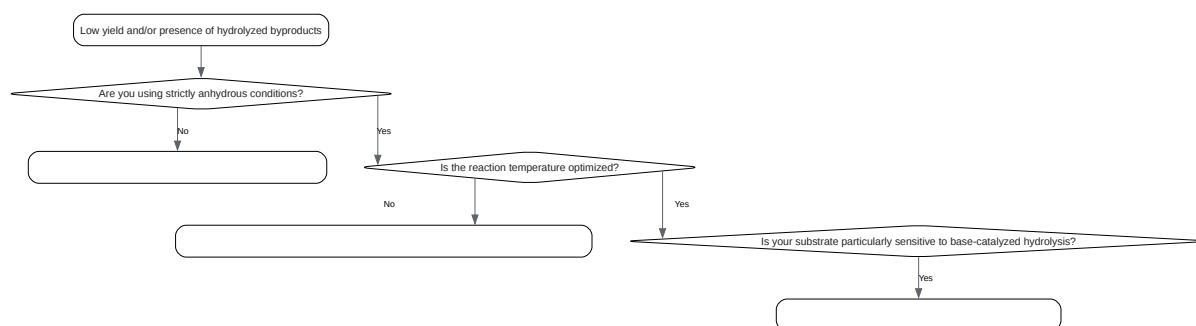 Low yield and/or presence of hydrolyzed byproducts
Are you using strictly anhydrous conditions?
No
Yes
Is the reaction temperature optimized?
No
Yes
Is your substrate particularly sensitive to base-catalyzed hydrolysis?
Yes